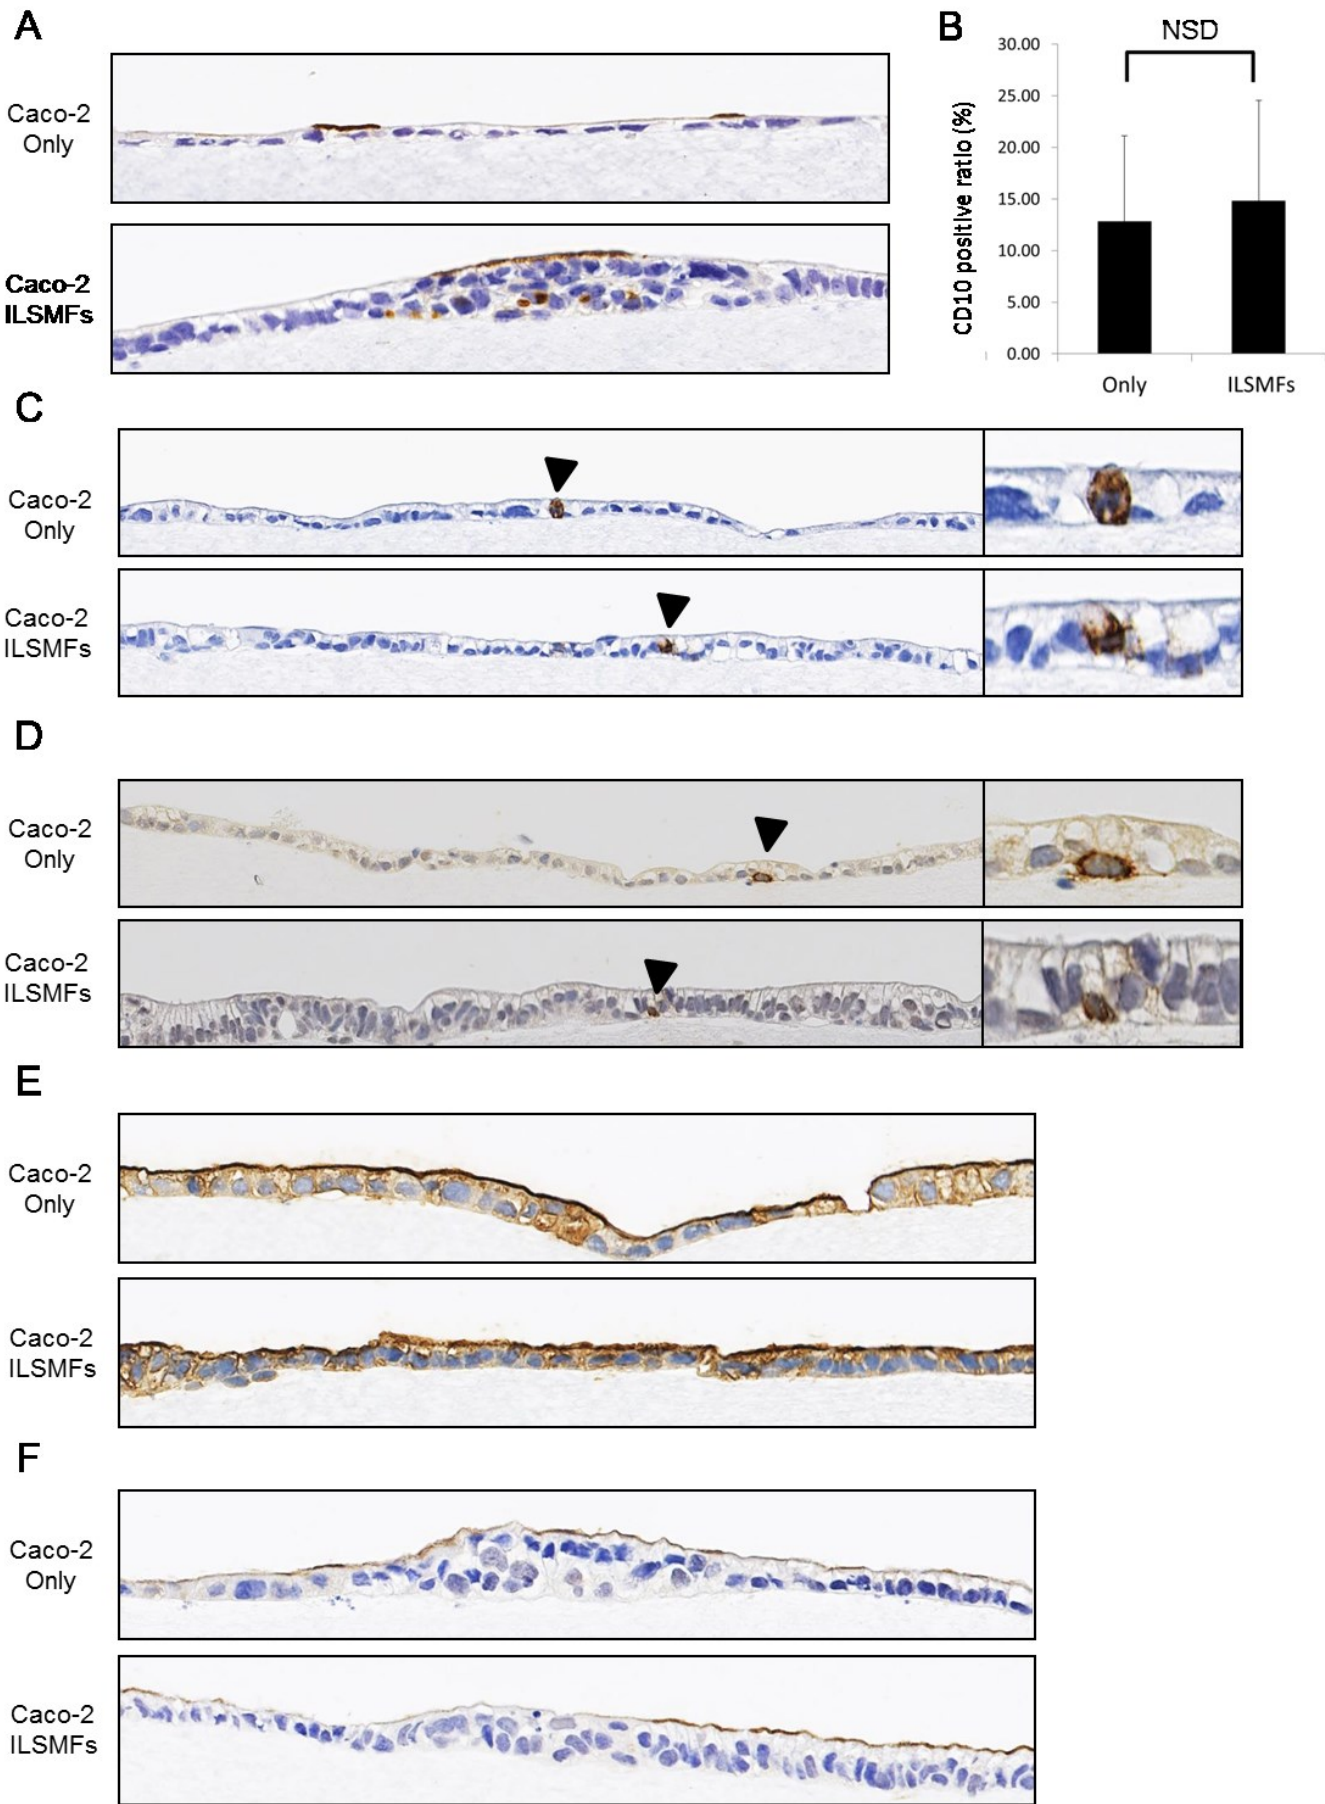 A
Caco-2
Only
Caco-2
ILSMFs
B
NSD
CD10 positive ratio (%)
30.00
25.00
20.00
15.00
10.00
5.00
0.00
Only
ILSMFs
C
Caco-2
Only
Caco-2
ILSMFs
D
Caco-2
Only
Caco-2
ILSMFs
E
Caco-2
Only
Caco-2
ILSMFs
F
Caco-2
Only
Caco-2
ILSMFs